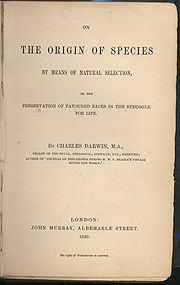 ON
THE ORIGIN OF SPECIES
BY MEANS OF NATURAL SELECTION,
OR THE
PRESERVATION OF FAVOURED RACES IN THE STRUGGLE
FOR LIFE.
BY CHARLES DARWIN, M.A.,
FELLOW OF THE ROYAL, GEOLOGICAL, LINNÆAN, ETC., SOCIETIES;
AUTHOR OF 'JOURNAL OF RESEARCHES DURING H. M. S. BEAGLE'S VOYAGE
ROUND THE WORLD.'
LONDON:
JOHN MURRAY, ALBEMARLE STREET.
1859.
The right of Translation is reserved.